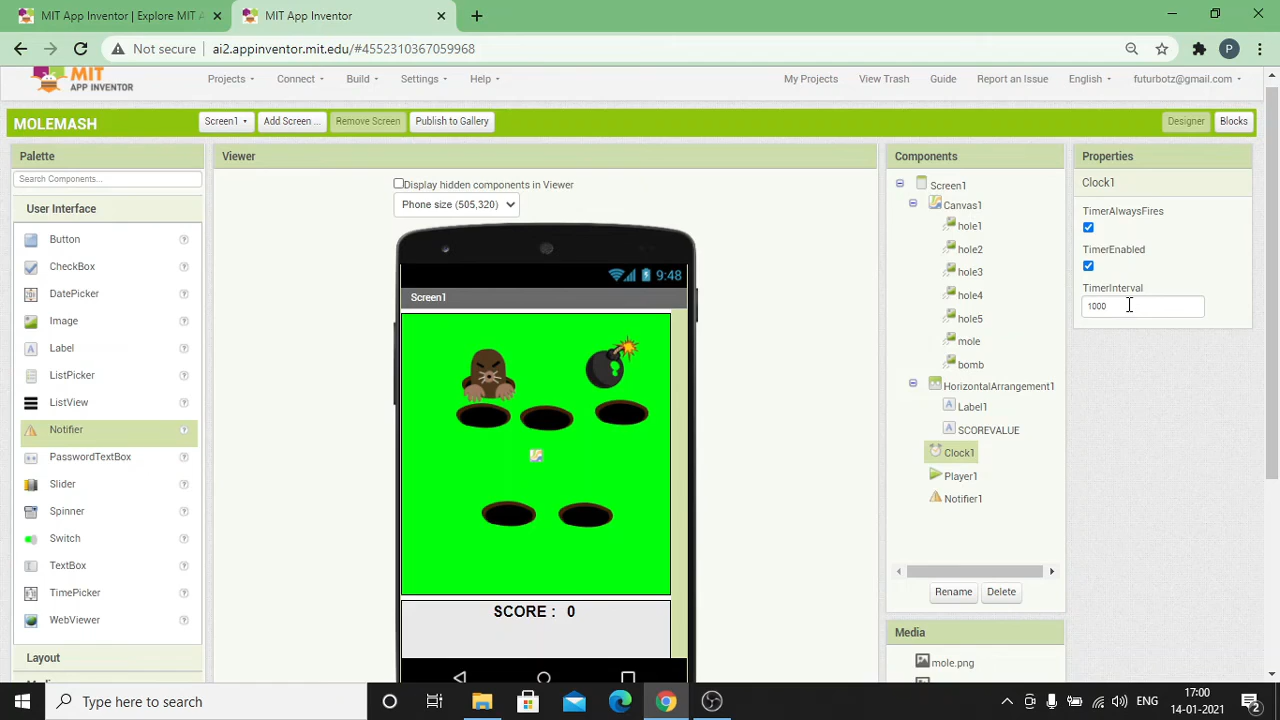 MIT App Inventor | Explore MIT A
MIT App Inventor
Not secure | ai2.appinventor.mit.edu/#4552310367059968
P
MIT
APP INVENTOR
Projects
Connect
Build
Settings
Help
My Projects
View Trash
Guide
Report an Issue
English
futurbotz@gmail.com
MOLEMASH
Screen1
Add Screen ...
Remove Screen
Publish to Gallery
Designer
Blocks
Palette
Search Components...
User Interface
Button
CheckBox
DatePicker
Image
Label
ListPicker
ListView
Notifier
PasswordTextBox
Slider
Spinner
Switch
TextBox
TimePicker
WebViewer
Layout
Viewer
Display hidden components in Viewer
Phone size (505,320)
9:48
Screen1
SCORE : 0
Components
Screen1
Canvas1
hole1
hole2
hole3
hole4
hole5
mole
bomb
HorizontalArrangement1
Label1
SCOREVALUE
Clock1
Player1
Notifier1
Rename
Delete
Media
mole.png
Properties
Clock1
TimerAlwaysFires
TimerEnabled
TimerInterval
1000
Type here to search
ENG
17:00
14-01-2021
2